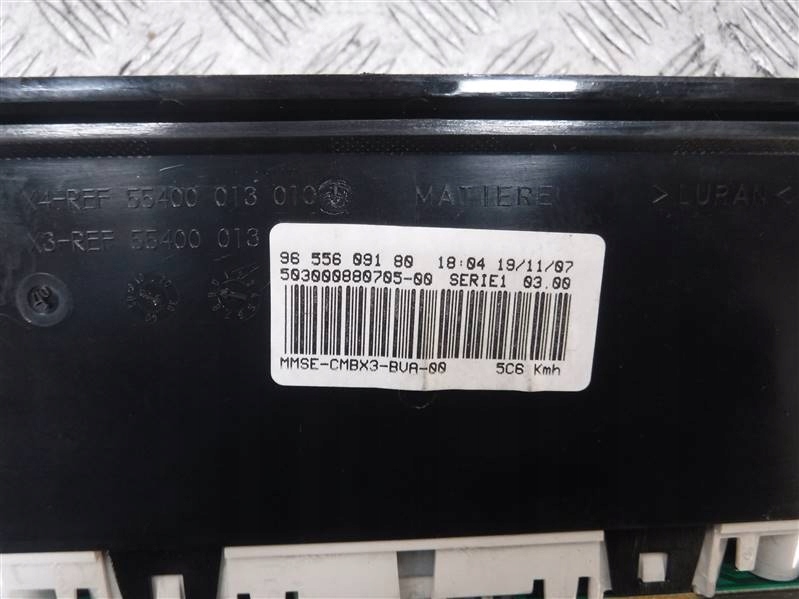 X4-REF 55400 013 010
MATIERE
>LURAN<
X3-REF 55400 013
96 556 091 80 18:04 19/11/07
503000880705-00 SERIE1 03.00
MMSE-CMBX3-BVA-00 5C6 Kmh